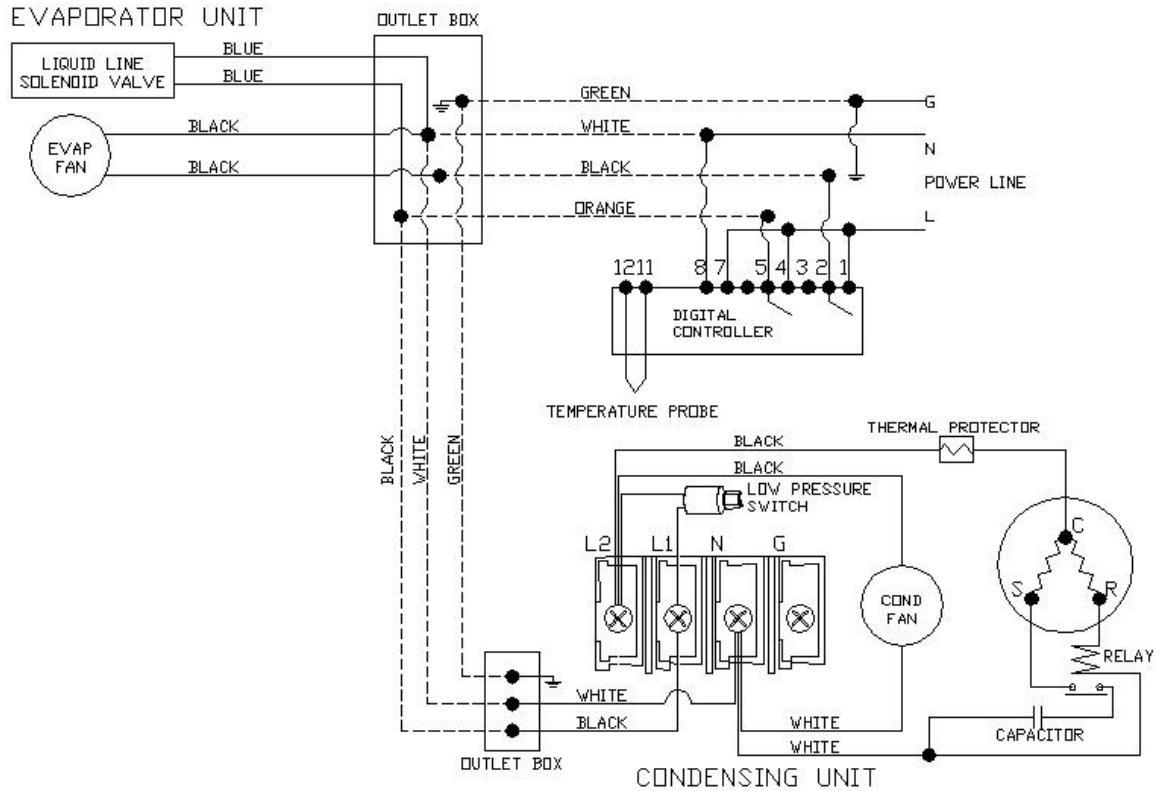 EVAPORATOR UNIT
OUTLET BOX
LIQUID LINE
SOLENOID VALVE
BLUE
BLUE
EVAP
FAN
BLACK
BLACK
GREEN
WHITE
BLACK
ORANGE
G
N
POWER LINE
L
12 11 8 7 5 4 3 2 1
DIGITAL
CONTROLLER
TEMPERATURE PROBE
BLACK
WHITE
GREEN
BLACK
THERMAL PROTECTOR
BLACK
LOW PRESSURE
SWITCH
L2 L1 N G
COND
FAN
C
S
R
RELAY
WHITE
BLACK
WHITE
WHITE
CAPACITOR
OUTLET BOX
CONDENSING UNIT